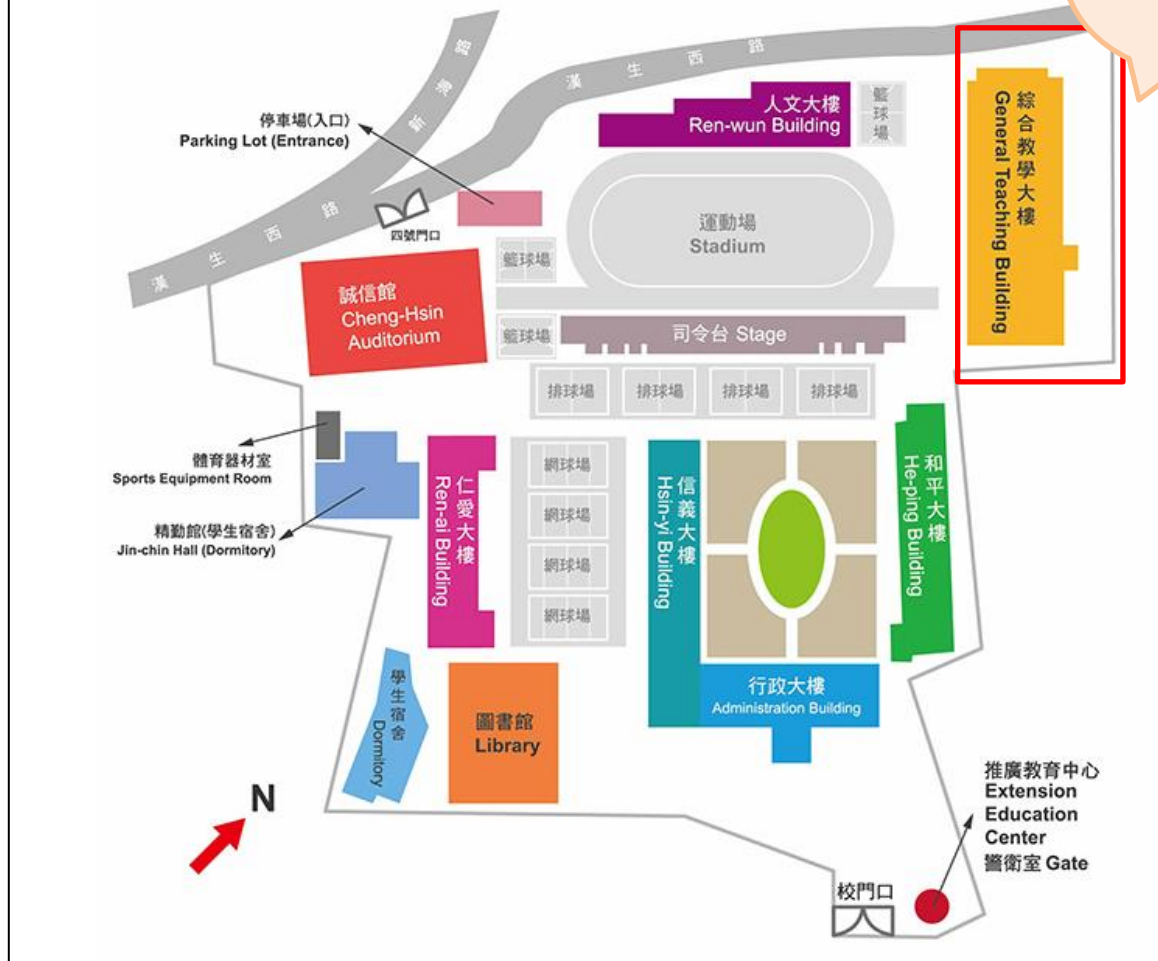 漢生西路
新海路
漢生西路
停車場(入口)
Parking Lot (Entrance)
四號門口
人文大樓
Ren-wun Building
籃球場
綜合教學大樓
General Teaching Building
運動場
Stadium
籃球場
誠信館
Cheng-Hsin
Auditorium
籃球場
司令台 Stage
排球場
排球場
排球場
排球場
體育器材室
Sports Equipment Room
精勤館(學生宿舍)
Jin-chin Hall (Dormitory)
仁愛大樓
Ren-ai Building
網球場
網球場
網球場
網球場
信義大樓
Hsin-yi Building
和平大樓
He-ping Building
行政大樓
Administration Building
學生宿舍
Dormitory
圖書館
Library
N
推廣教育中心
Extension
Education
Center
警衛室 Gate
校門口